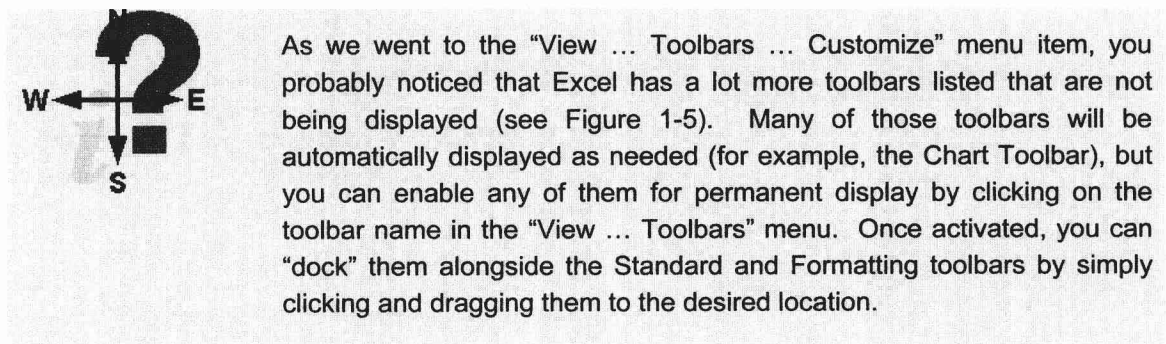 N
W E
S
As we went to the “View ... Toolbars ... Customize” menu item, you
probably noticed that Excel has a lot more toolbars listed that are not
being displayed (see Figure 1-5). Many of those toolbars will be
automatically displayed as needed (for example, the Chart Toolbar), but
you can enable any of them for permanent display by clicking on the
toolbar name in the “View ... Toolbars” menu. Once activated, you can
“dock” them alongside the Standard and Formatting toolbars by simply
clicking and dragging them to the desired location.